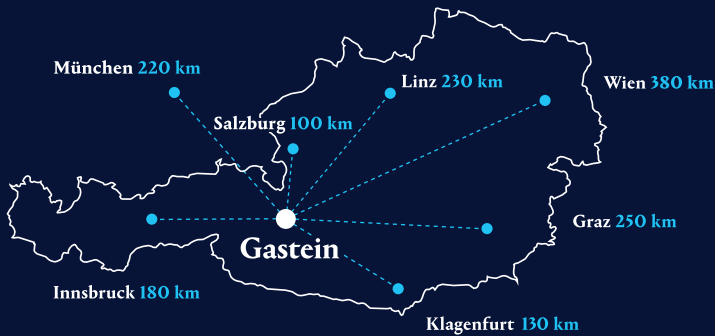 München 220 km
Linz 230 km
Wien 380 km
Salzburg 100 km
Graz 250 km
Gastein
Innsbruck 180 km
Klagenfurt 130 km